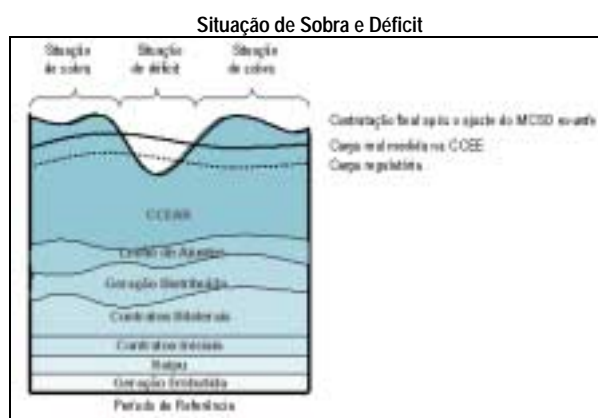 Situação de Sobra e Déficit
Situação Situação Situação
de sobra de déficit de sobra
Contratação final após o ajuste do MCSD ex-ante
Carga real medida na CCEE
Carga regulatória
CCEAR
Leilão de Ajustes
Geração Distribuída
Contratos Bilaterais
Contratos Iniciais
Itaipu
Geração Embutida
Período de Referência